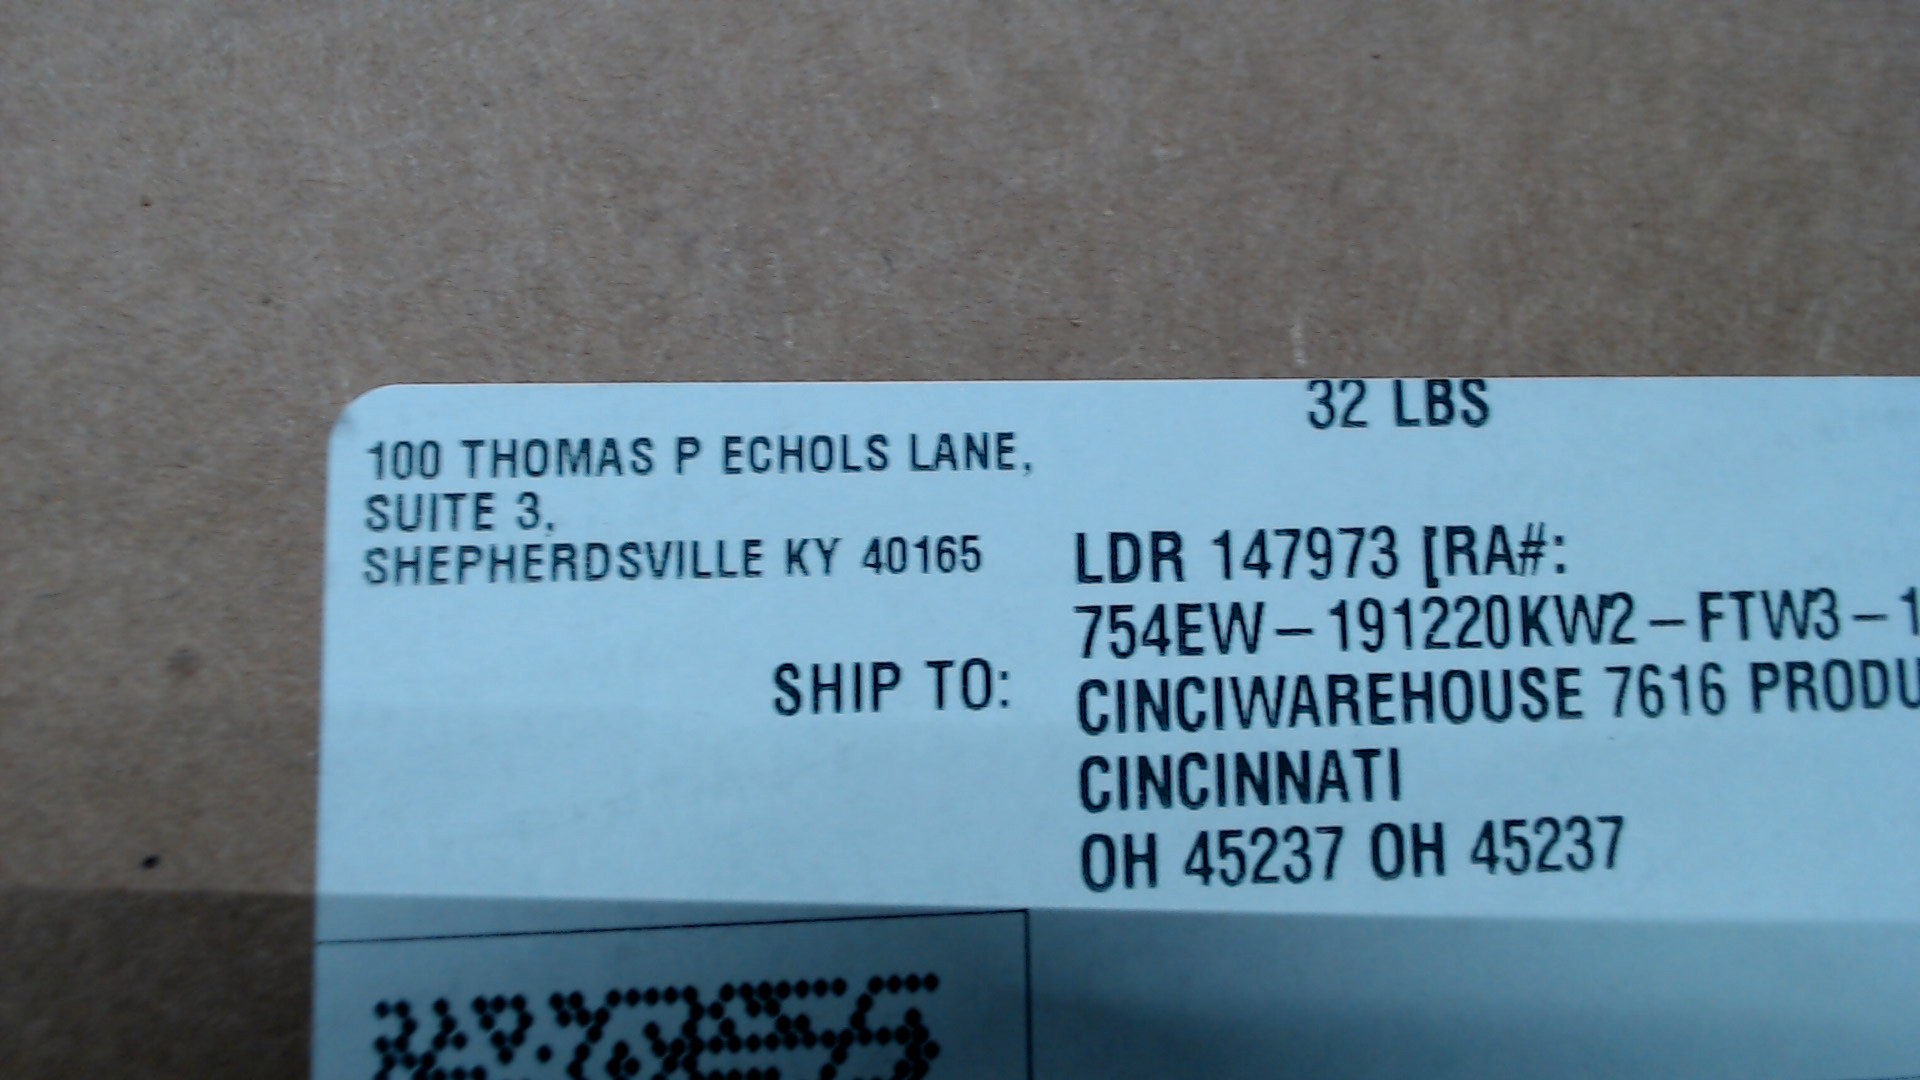 32 LBS
100 THOMAS P ECHOLS LANE,
SUITE 3,
SHEPHERDSVILLE KY 40165
SHIP TO:
LDR 147973 [RA#:
754EW-191220KW2-FTW3-1
CINCIWAREHOUSE 7616 PRODU
CINCINNATI
OH 45237 OH 45237